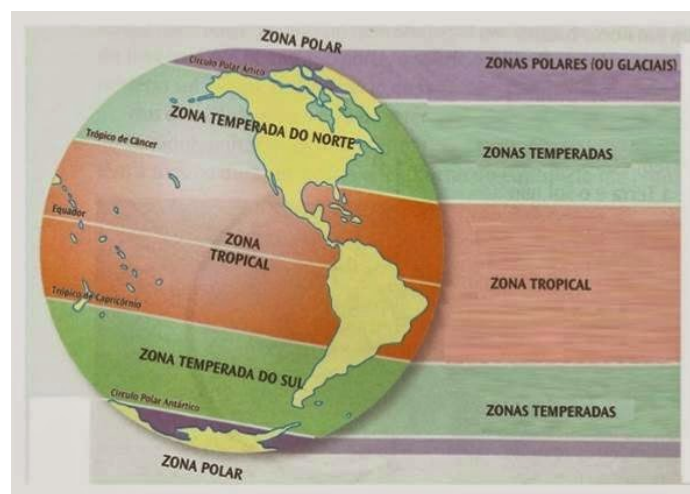 ZONA POLAR
ZONAS POLARES (OU GLACIAIS)
Círculo Polar Ártico
ZONA TEMPERADA DO NORTE
Trópico de Câncer
ZONAS TEMPERADAS
Equador
ZONA
TROPICAL
ZONA TROPICAL
Trópico de Capricórnio
ZONA TEMPERADA DO SUL
Círculo Polar Antártico
ZONAS TEMPERADAS
ZONA POLAR